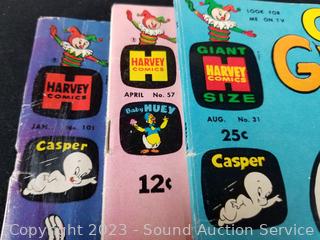 HARVEY
COMICS
JAN. No. 101
Casper
HARVEY
COMICS
APRIL No. 57
Baby HUEY
12¢
LOOK FOR
ME ON TV
GIANT
HARVEY
COMICS
SIZE
AUG. No. 31
25¢
Casper
Copyright 2023 - Sound Auction Service